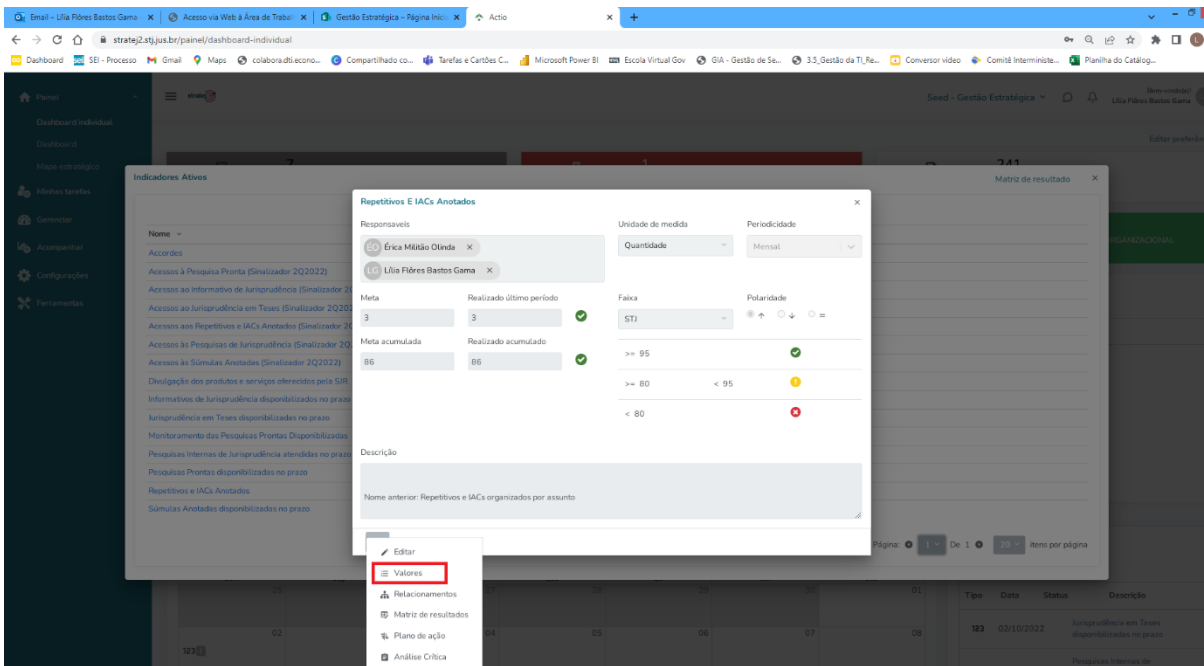 Email – Lília Flôres Bastos Gama
Acesso via Web à Área de Trabal
Gestão Estratégica – Página Inicia
Actio
stratej2.stj.jus.br/painel/dashboard-individual
Dashboard
SEI - Processo
Gmail
Maps
colabora.dti.econo...
Compartilhado co...
Tarefas e Cartões C...
Microsoft Power BI
Escola Virtual Gov
GIA - Gestão de Se...
3.5_Gestão da TI_Re...
Conversor vídeo
Comitê Interministe...
Planilha do Catálog...
Painel
Seed - Gestão Estratégica
Bem-vindo(a)!
Lília Flôres Bastos Gama
Dashboard individual
Dashboard
Mapa estratégico
Minhas tarefas
Gerenciar
Acompanhar
Configurações
Ferramentas
7
1
241
ORGANIZACIONAL
Indicadores Ativos
Matriz de resultado
Nome
Acordes
Acessos à Pesquisa Pronta (Sinalizador 2Q2022)
Acessos ao Informativo de Jurisprudência (Sinalizador 2
Acessos ao Jurisprudência em Teses (Sinalizador 2Q202
Acessos aos Repetitivos e IACs Anotados (Sinalizador 2
Acessos às Pesquisas de Jurisprudência (Sinalizador 2Q
Acessos às Súmulas Anotadas (Sinalizador 2Q2022)
Divulgação dos produtos e serviços oferecidos pela SJR.
Informativos de Jurisprudência disponibilizados no prazo
Jurisprudência em Teses disponibilizados no prazo
Monitoramento das Pesquisas Prontas Disponibilizadas
Pesquisas Internas de Jurisprudência atendidas no prazo
Pesquisas Prontas disponibilizadas no prazo
Repetitivos e IACs Anotados
Súmulas Anotadas disponibilizadas no prazo
Repetitivos E IACs Anotados
Responsaveis
Unidade de medida
Periodicidade
ÉO Érica Militão Olinda
LG Lília Flôres Bastos Gama
Quantidade
Mensal
Meta
Realizado último período
Faixa
Polaridade
3
3
STJ
Meta acumulada
Realizado acumulado
86
86
>= 95
>= 80 < 95
< 80
Descrição
Nome anterior: Repetitivos e IACs organizados por assunto
Editar
Valores
Relacionamentos
Matriz de resultados
Plano de ação
Análise Crítica
Página: 1 De 1 20 itens por página
25
27
28
29
30
01
02
04
05
06
07
08
123
Tipo Data Status Descrição
123 02/10/2022 Jurisprudência em Teses
disponibilizadas no prazo
Pesquisas Internas de